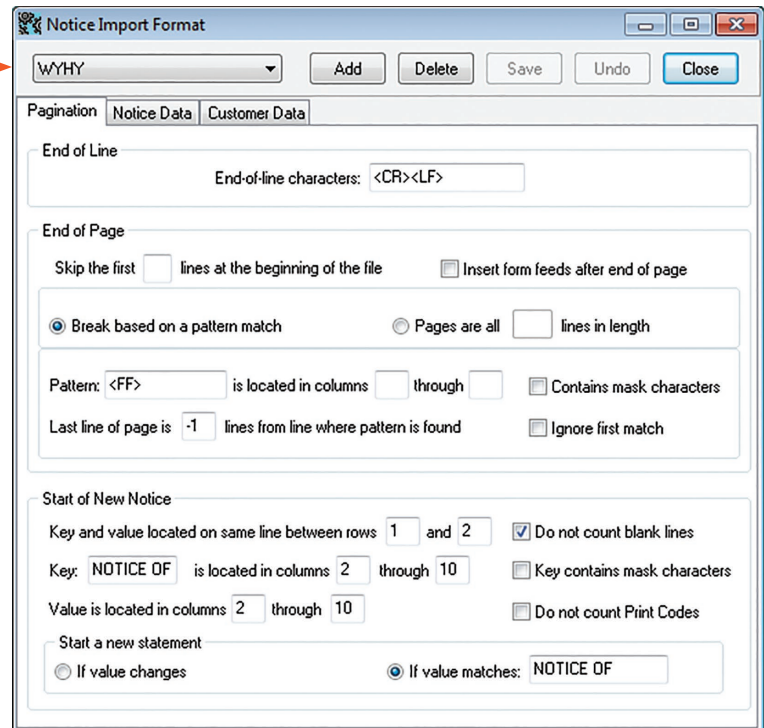 Notice Import Format
WYHY Add Delete Save Undo Close
Pagination Notice Data Customer Data
End of Line
End-of-line characters: <CR><LF>
End of Page
Skip the first lines at the beginning of the file Insert form feeds after end of page
Break based on a pattern match Pages are all lines in length
Pattern: <FF> is located in columns through Contains mask characters
Last line of page is -1 lines from line where pattern is found Ignore first match
Start of New Notice
Key and value located on same line between rows 1 and 2 Do not count blank lines
Key: NOTICE OF is located in columns 2 through 10 Key contains mask characters
Value is located in columns 2 through 10 Do not count Print Codes
Start a new statement
If value changes If value matches: NOTICE OF